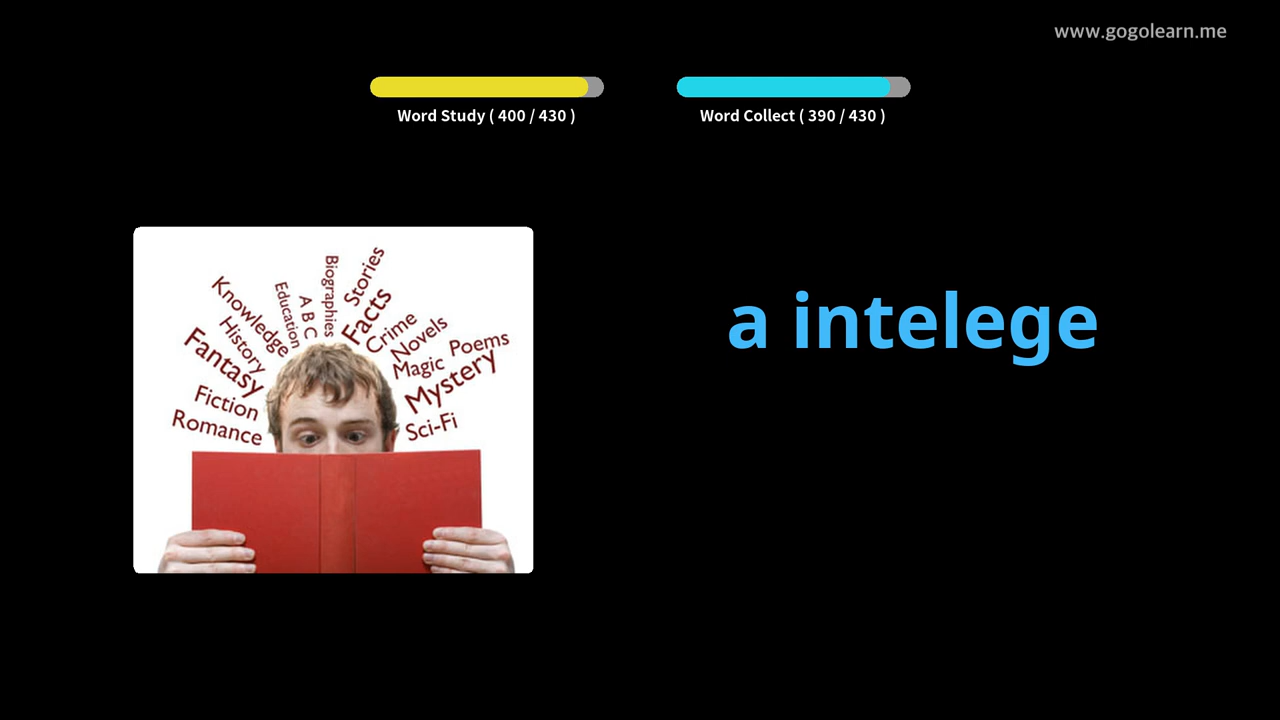 www.gogolearn.me
Word Study ( 400 / 430 )
Word Collect ( 390 / 430 )
a intelege
Stories
Biographies
Facts
A B C
Education
Knowledge
Crime
Novels
History
Poems
Magic
Fantasy
Mystery
Fiction
Sci-Fi
Romance